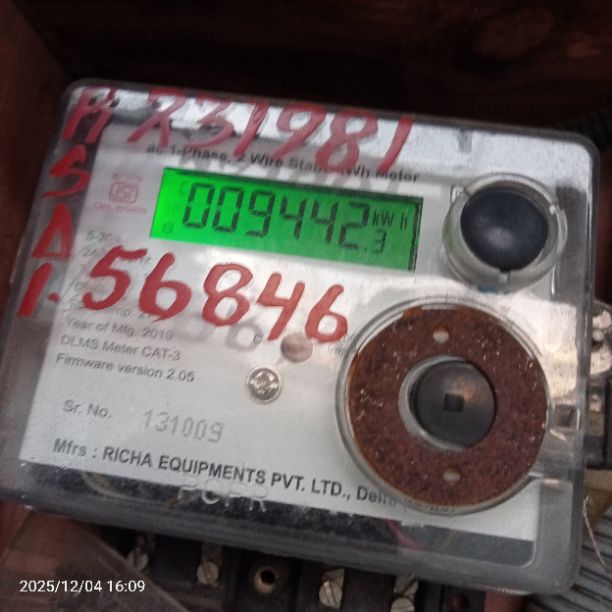 R 231981
S
D
1. 56846
ac 1-Phase, 2 Wire Static kWh Meter
009442.3 kWh
Year of Mfg. 2019
DLMS Meter CAT-3
Firmware version 2.05
Sr. No. 131009
Mfrs : RICHA EQUIPMENTS PVT. LTD.,
2025/12/04 16:09